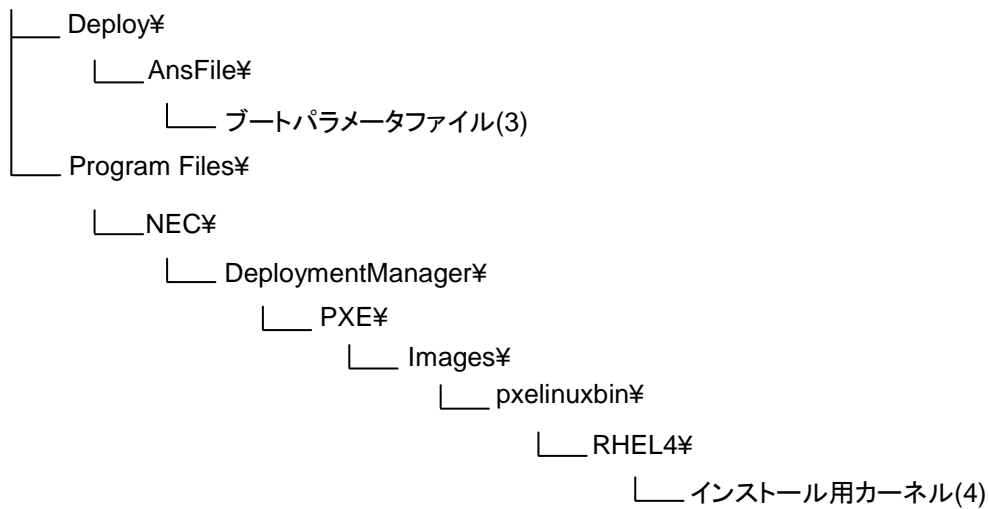 Deploy¥
AnsFile¥
ブートパラメータファイル(3)
Program Files¥
NEC¥
DeploymentManager¥
PXE¥
Images¥
pxelinuxbin¥
RHEL4¥
インストール用カーネル(4)